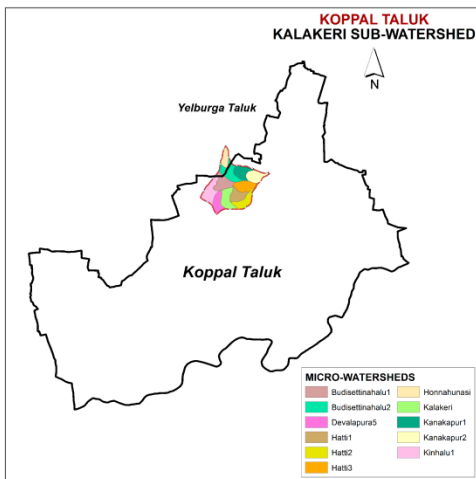 KOPPAL TALUK
KALAKERI SUB-WATERSHED
N
Yelburga Taluk
Koppal Taluk
MICRO-WATERSHEDS
Budisettinahalu1
Budisettinahalu2
Devalapura5
Hatti1
Hatti2
Hatti3
Honnahunasi
Kalakeri
Kanakapur1
Kanakapur2
Kinhalu1